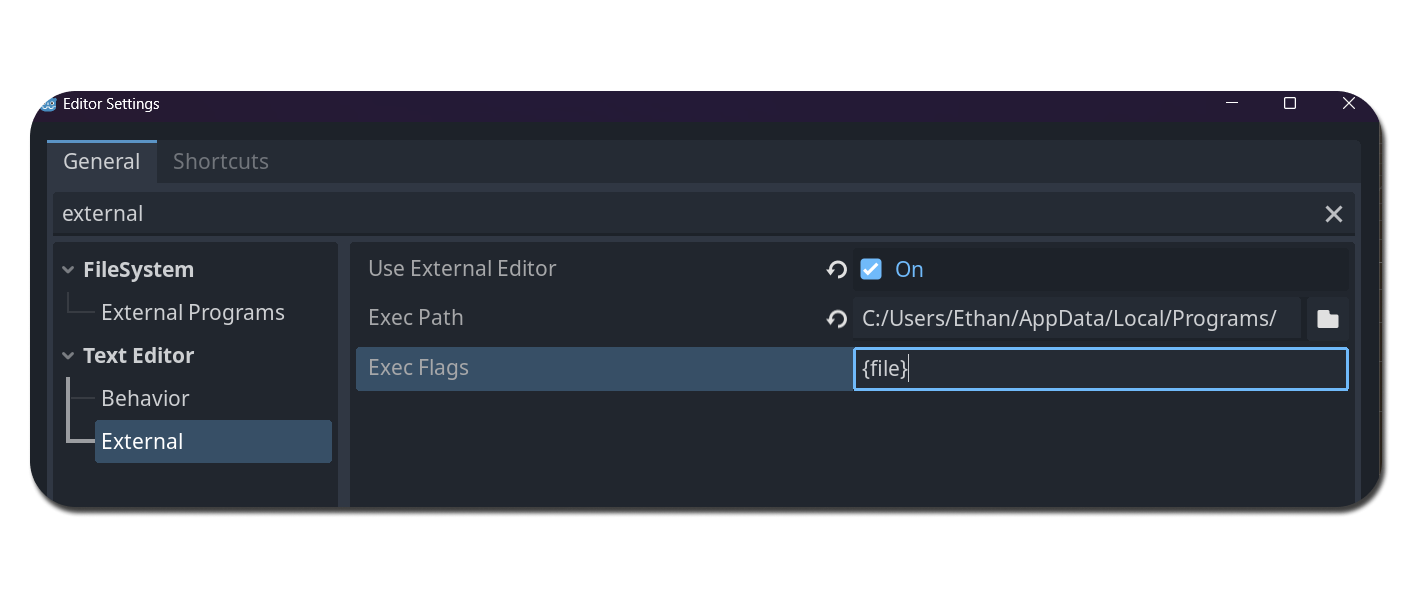 Editor Settings
General Shortcuts
external
FileSystem
External Programs
Text Editor
Behavior
External
Use External Editor On
Exec Path C:/Users/Ethan/AppData/Local/Programs/
Exec Flags {file}